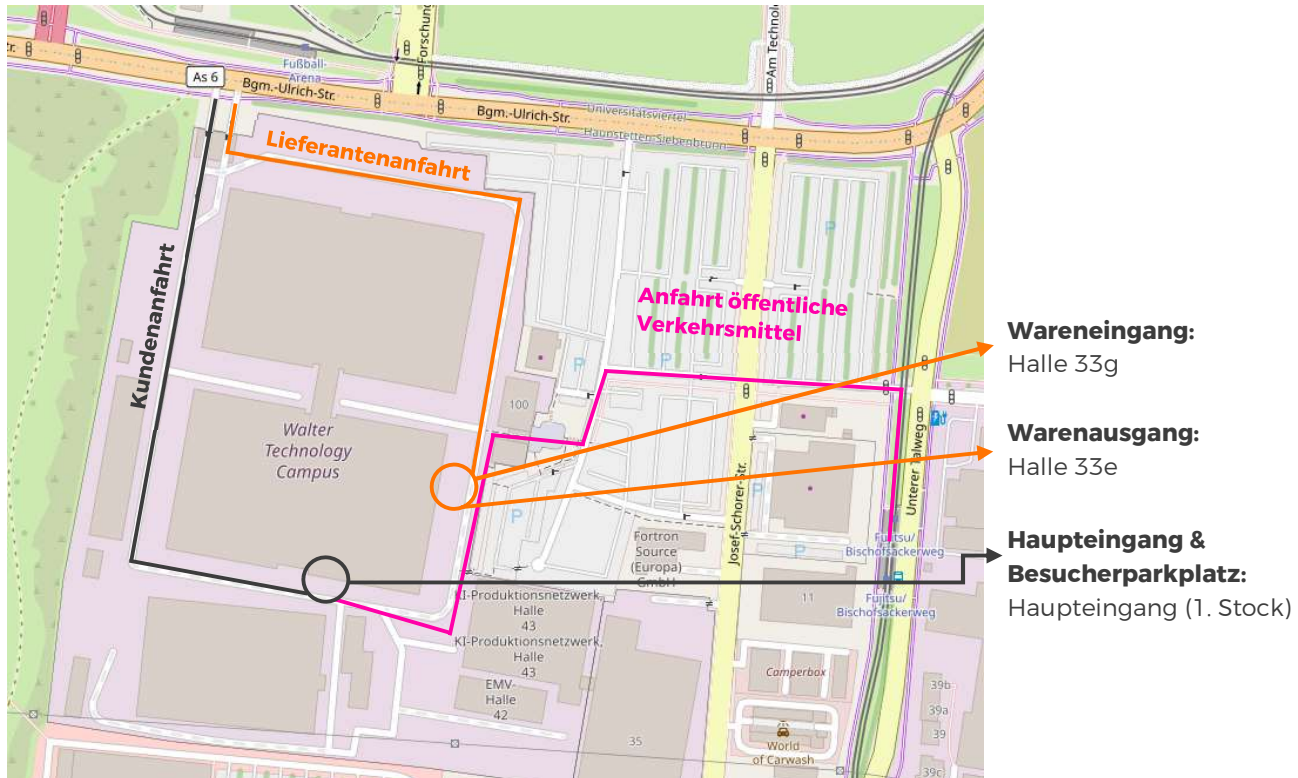 Fußball-
Arena
Forschung
Am Technolo
r.
As 6
Bgm.-Ulrich-Str.
Bgm.-Ulrich-Str.
Universitätsviertel
Haunstetten-Siebenbrunn
Lieferantenanfahrt
Kundenanfahrt
P
Anfahrt öffentliche
Verkehrsmittel
P
P
100
Walter
Technology
Campus
P
P
P
Josef-Schorer-Str.
Unterer Talweg
Fortron
Source
(Europa)
GmbH
Fujitsu/
Bischofsackerweg
Fujitsu/
Bischofsackerweg
11
KI-Produktionsnetzwerk,
Halle
43
KI-Produktionsnetzwerk,
Halle
43
EMV-
Halle
42
35
Camperbox
World
of Carwash
39b
39a
39
39c
Wareneingang:
Halle 33g
Warenausgang:
Halle 33e
Haupteingang &
Besucherparkplatz:
Haupteingang (1. Stock)